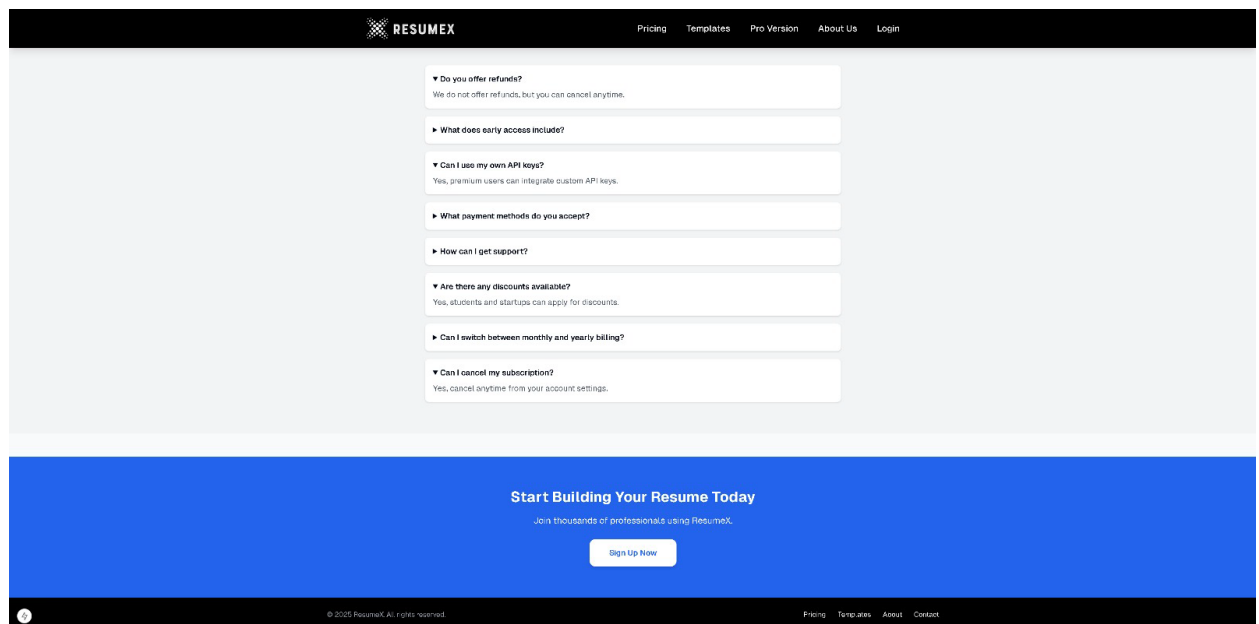 RESUMEX
Pricing Templates Pro Version About Us Login
Do you offer refunds?
We do not offer refunds, but you can cancel anytime.
What does early access include?
Can I use my own API keys?
Yes, premium users can integrate custom API keys.
What payment methods do you accept?
How can I get support?
Are there any discounts available?
Yes, students and startups can apply for discounts.
Can I switch between monthly and yearly billing?
Can I cancel my subscription?
Yes, cancel anytime from your account settings.
Start Building Your Resume Today
Join thousands of professionals using ResumeX.
Sign Up Now
© 2025 ResumeX. All rights reserved.
Pricing Templates About Contact